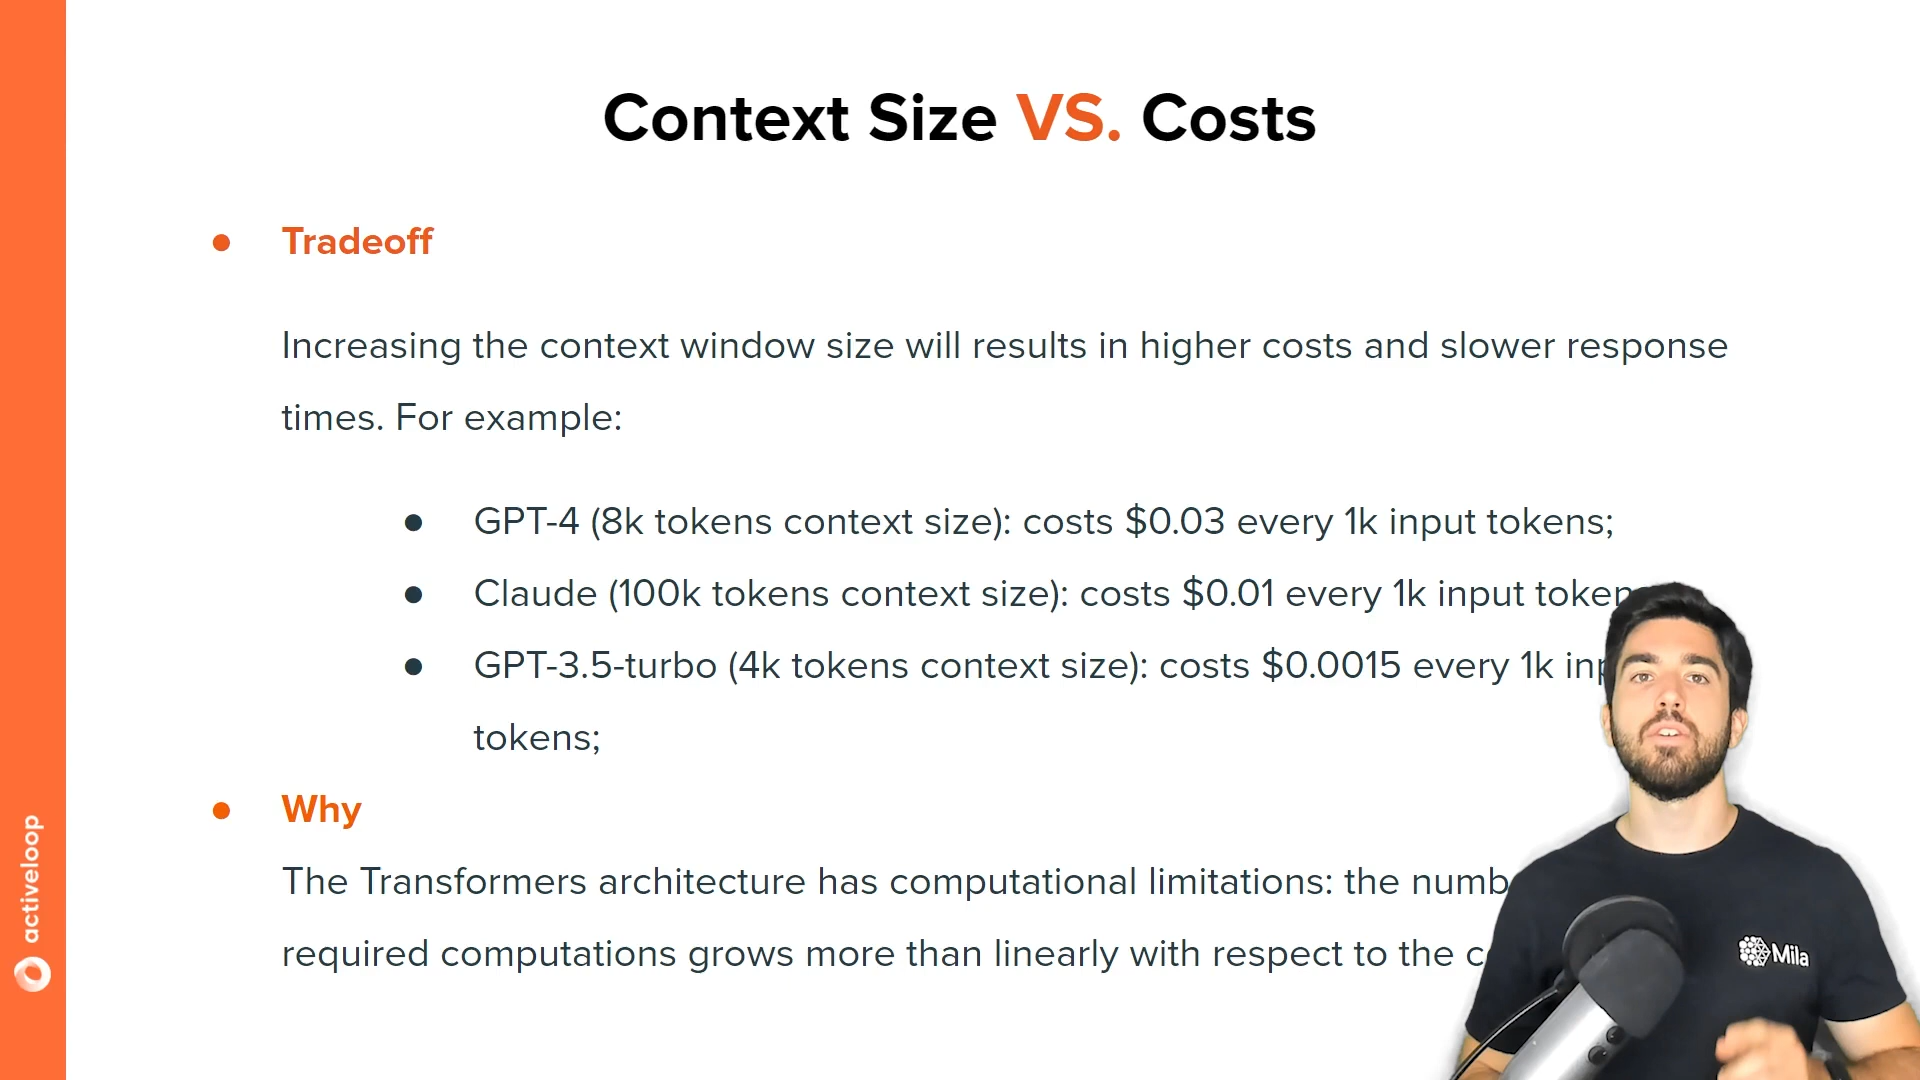 Context Size VS. Costs
Tradeoff
Increasing the context window size will results in higher costs and slower response
times. For example:
GPT-4 (8k tokens context size): costs $0.03 every 1k input tokens;
Claude (100k tokens context size): costs $0.01 every 1k input
GPT-3.5-turbo (4k tokens context size): costs $0.0015 every 1k
tokens;
Why
The Transformers architecture has computational limitations: the
required computations grows more than linearly with respect to the
activeloop
Mila